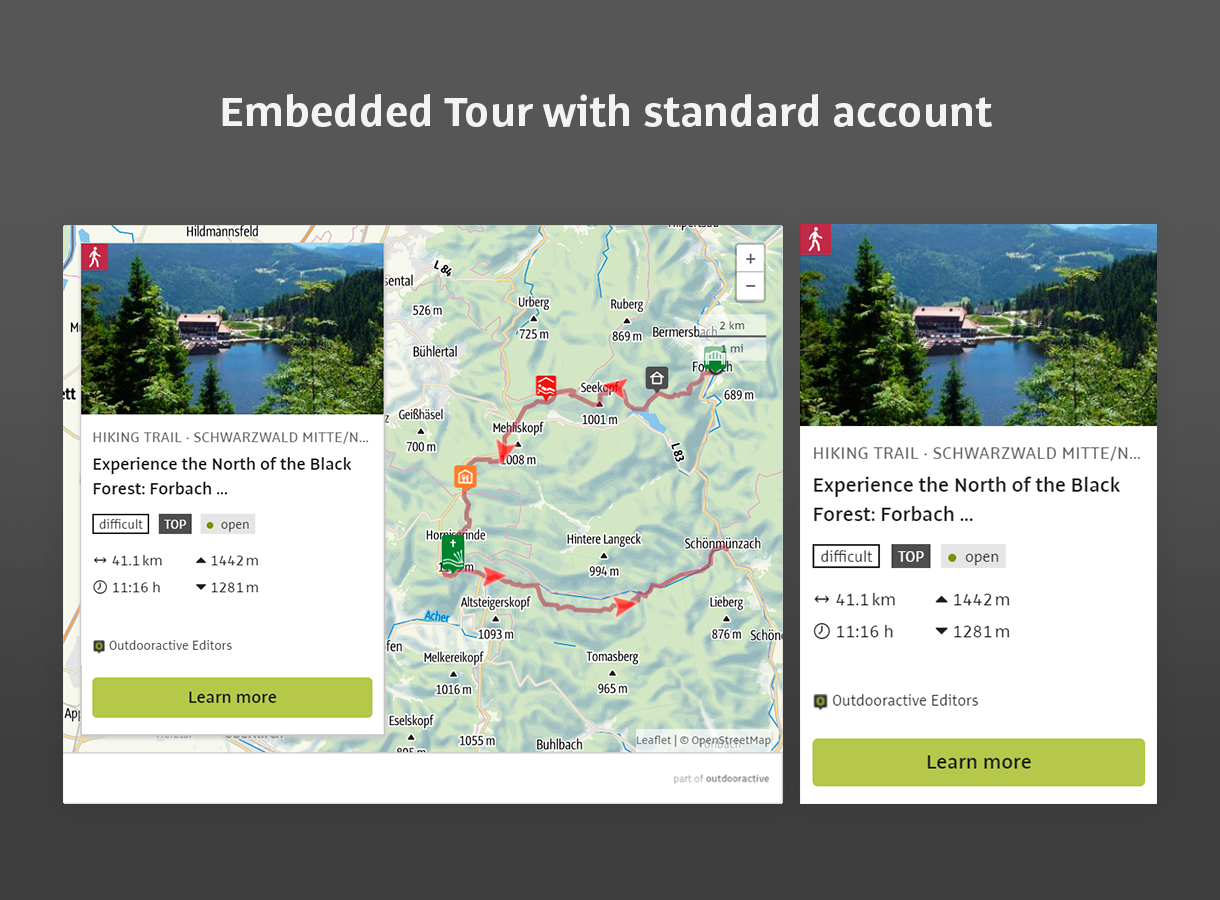 Embedded Tour with standard account
Hildmannsfeld
HIKING TRAIL · SCHWARZWALD MITTE/N...
Experience the North of the Black
Forest: Forbach ...
difficult TOP open
41.1 km 1442 m
11:16 h 1281 m
Outdooractive Editors
Learn more
L 84
526 m
Urberg
725 m
Ruberg
869 m
Bermersbach
+
−
2 km
1 mi
Bühlertal
689 m
Seekopf
1001 m
Geißhäsel
700 m
Mehliskopf
1008 m
L 83
Hornisgrinde
Hintere Langeck
994 m
Schönmünzach
Altsteigerskopf
1093 m
Acher
Lieberg
876 m
Melkereikopf
1016 m
Tomasberg
965 m
Eselskopf
1055 m
Buhlbach
Leaflet | © OpenStreetMap
part of outdooractive
HIKING TRAIL · SCHWARZWALD MITTE/N...
Experience the North of the Black
Forest: Forbach ...
difficult TOP open
41.1 km 1442 m
11:16 h 1281 m
Outdooractive Editors
Learn more